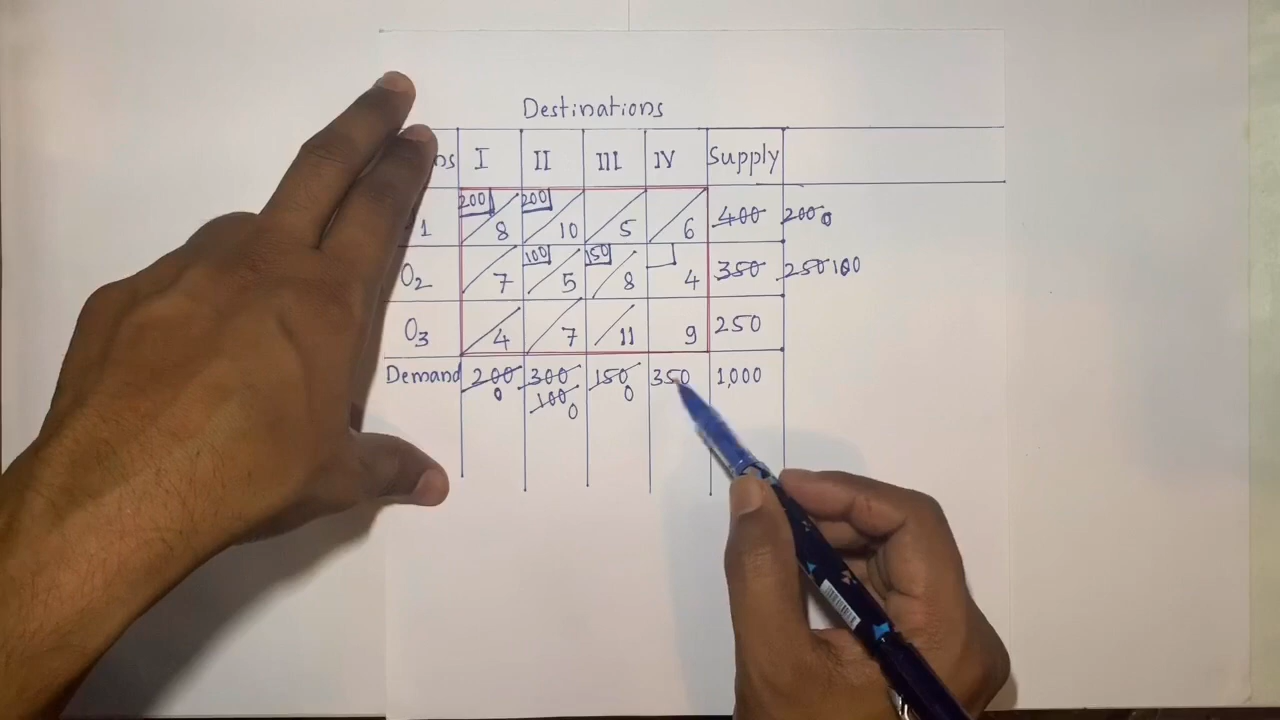 Destinations
ns I II III IV Supply
200 200
1 8 10 5 6 400 200 0
100 150
O2 7 5 8 4 350 250 100
O3 4 7 11 9 250
Demand 200 300 150 350 1,000
0 100 0 0